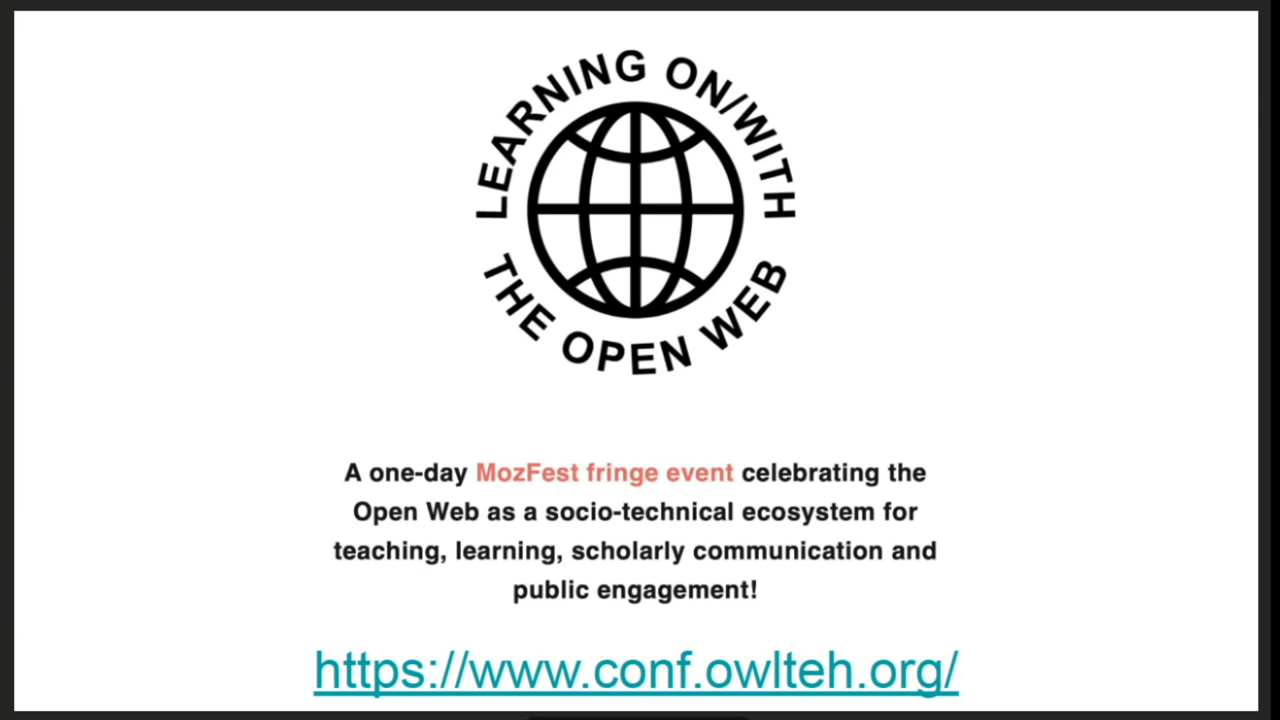 LEARNING ON/WITH
THE OPEN WEB
A one-day MozFest fringe event celebrating the
Open Web as a socio-technical ecosystem for
teaching, learning, scholarly communication and
public engagement!
https://www.conf.owlteh.org/